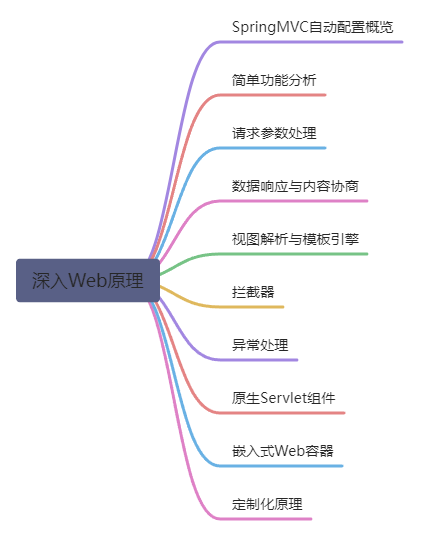 SpringMVC自动配置概览
简单功能分析
请求参数处理
数据响应与内容协商
视图解析与模板引擎
深入Web原理
拦截器
异常处理
原生Servlet组件
嵌入式Web容器
定制化原理